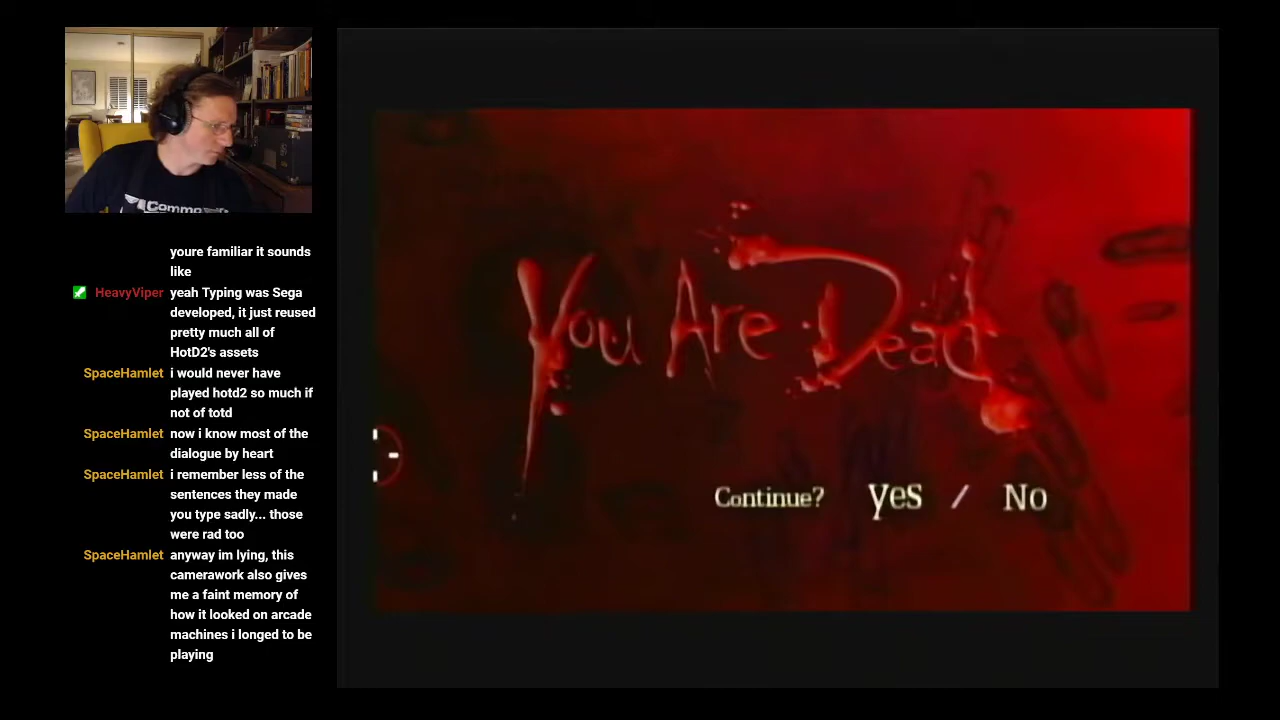 Commo
youre familiar it sounds
like
HeavyViper yeah Typing was Sega
developed, it just reused
pretty much all of
HotD2's assets
SpaceHamlet i would never have
played hotd2 so much if
not of totd
SpaceHamlet now i know most of the
dialogue by heart
SpaceHamlet i remember less of the
sentences they made
you type sadly... those
were rad too
SpaceHamlet anyway im lying, this
camerawork also gives
me a faint memory of
how it looked on arcade
machines i longed to be
playing
You Are Dead
Continue? yes / No